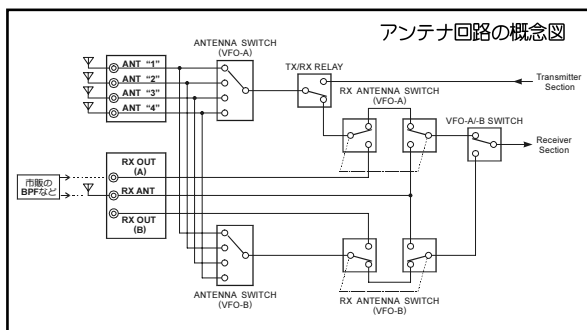 アンテナ回路の概念図
ANTENNA SWITCH
(VFO-A)
ANT “1”
ANT “2”
ANT “3”
ANT “4”
TX/RX RELAY
Transmitter
Section
RX ANTENNA SWITCH
(VFO-A)
VFO-A/-B SWITCH
Receiver
Section
RX OUT
(A)
RX ANT
RX OUT
(B)
市販の
BPFなど
ANTENNA SWITCH
(VFO-B)
RX ANTENNA SWITCH
(VFO-B)